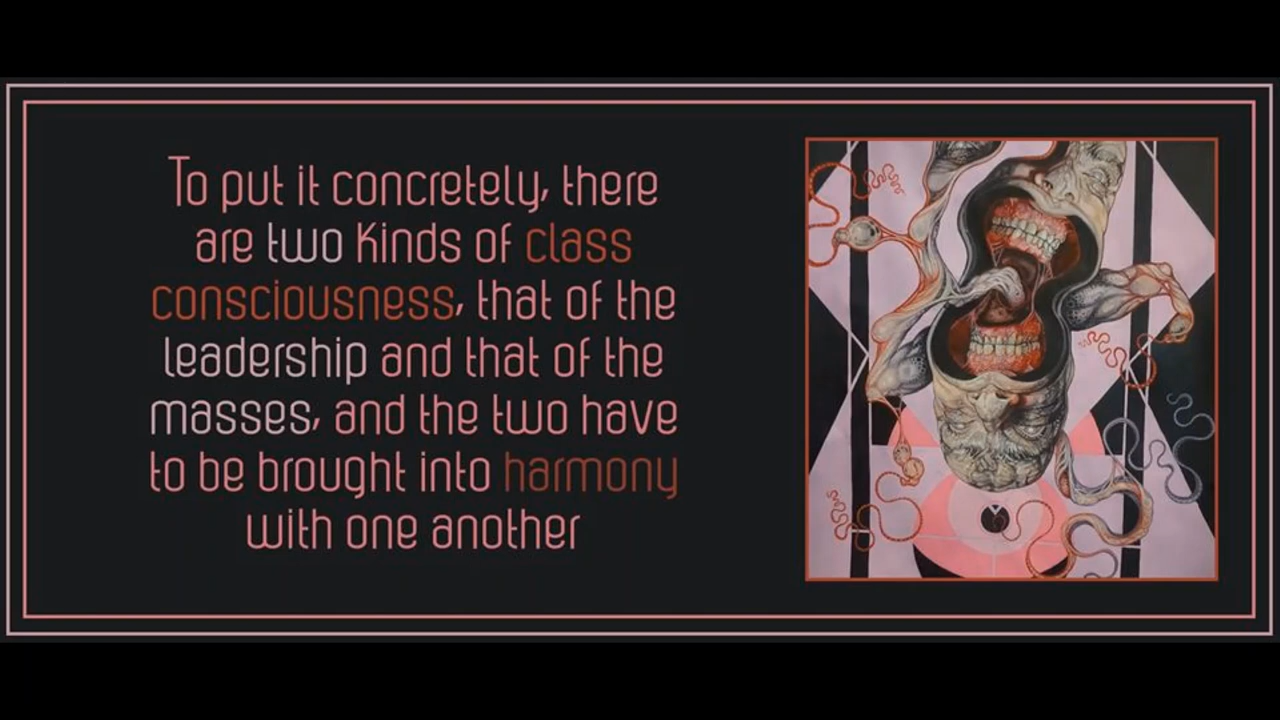 To put it concretely, there
are two kinds of class
consciousness, that of the
leadership and that of the
masses, and the two have
to be brought into harmony
with one another